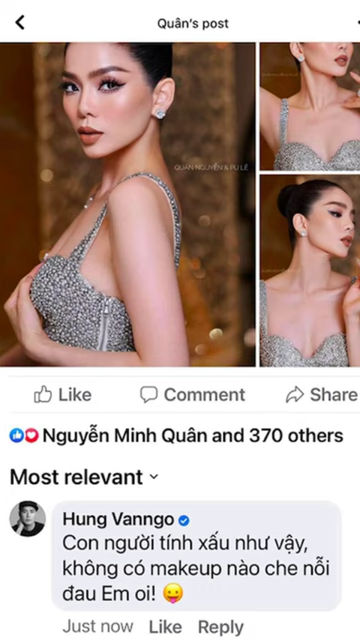 Quân's post
QUÂN NGUYỄN & PU LÊ
Like
Comment
Share
Nguyễn Minh Quân and 370 others
Most relevant
Hung Vanngo
Con người tính xấu như vậy,
không có makeup nào che nỗi
đau Em oi! 😛
Just now Like Reply